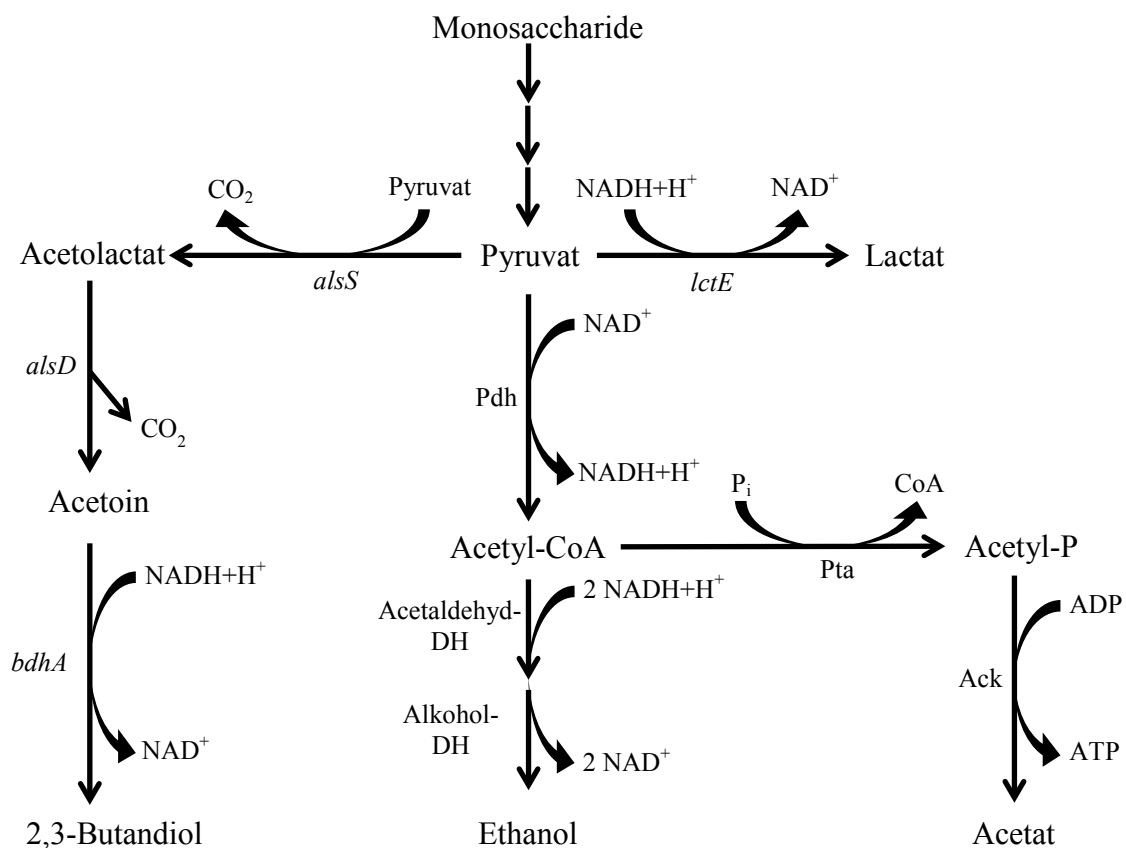 Monosaccharide
CO₂
Pyruvat
NADH+H⁺
NAD⁺
Acetolactat
Pyruvat
Lactat
alsS
lctE
NAD⁺
alsD
Pdh
CO₂
NADH+H⁺
Pᵢ
CoA
Acetoin
Acetyl-CoA
Acetyl-P
Pta
NADH+H⁺
2 NADH+H⁺
ADP
Acetaldehyd-
DH
bdhA
Ack
Alkohol-
DH
NAD⁺
2 NAD⁺
ATP
2,3-Butandiol
Ethanol
Acetat